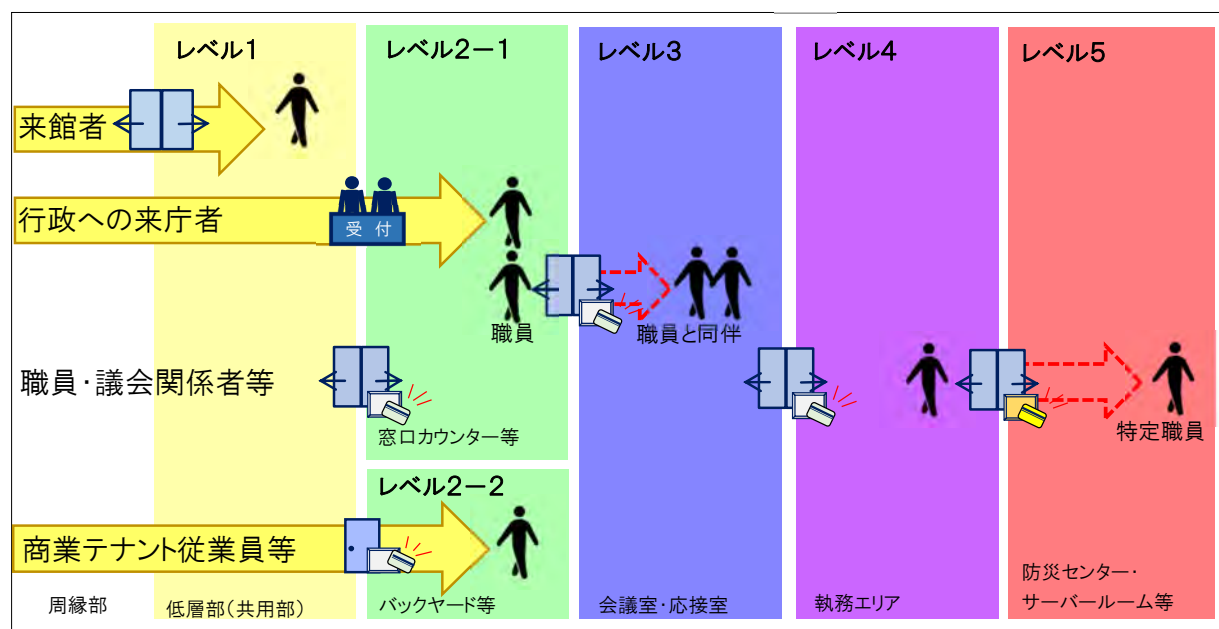 レベル1
レベル2－1
レベル3
レベル4
レベル5
来館者
行政への来庁者
受 付
職員
職員と同伴
職員・議会関係者等
窓口カウンター等
特定職員
レベル2－2
商業テナント従業員等
周縁部
低層部（共用部）
バックヤード等
会議室・応接室
執務エリア
防災センター・
サーバールーム等